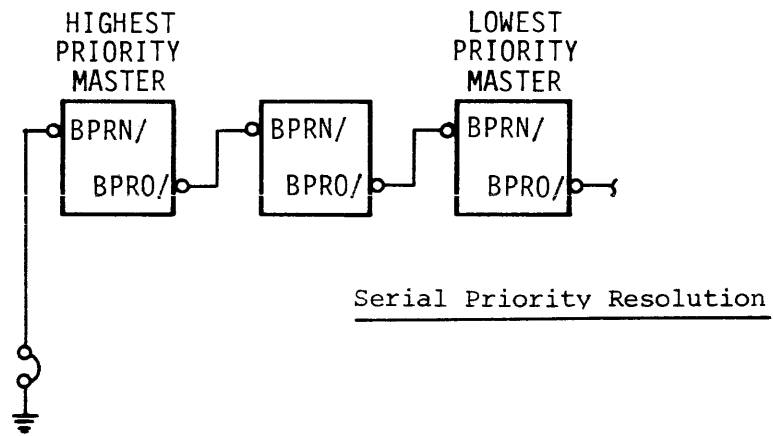 HIGHEST
PRIORITY
MASTER
LOWEST
PRIORITY
MASTER
BPRN/
BPRO/
BPRN/
BPRO/
BPRN/
BPRO/
Serial Priority Resolution